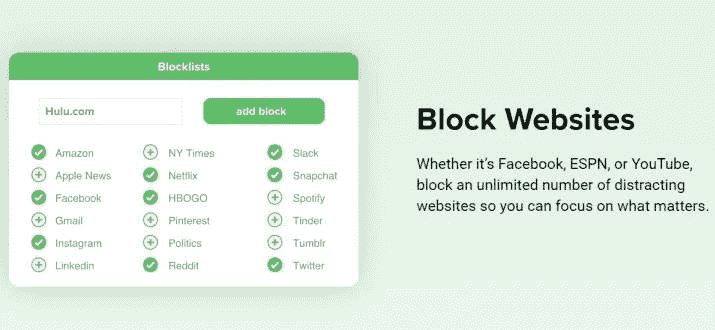 Blocklists
Hulu.com add block
Amazon NY Times Slack
Apple News Netflix Snapchat
Facebook HBOGO Spotify
Gmail Pinterest Tinder
Instagram Politics Tumblr
Linkedin Reddit Twitter
Block Websites
Whether it's Facebook, ESPN, or YouTube,
block an unlimited number of distracting
websites so you can focus on what matters.